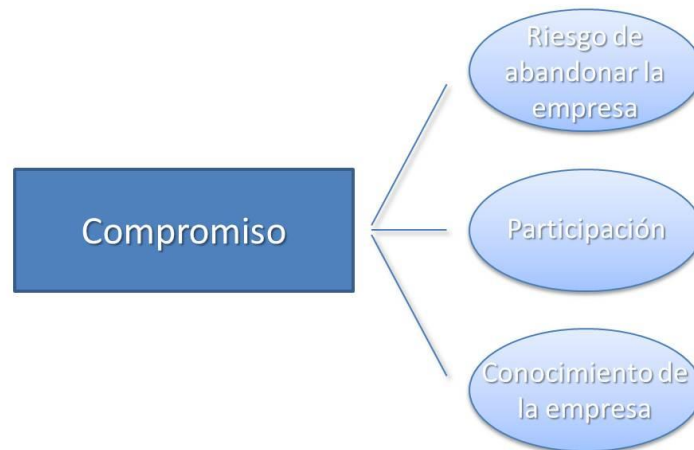 Riesgo de
abandonar la
empresa
Compromiso
Participación
Conocimiento de
la empresa